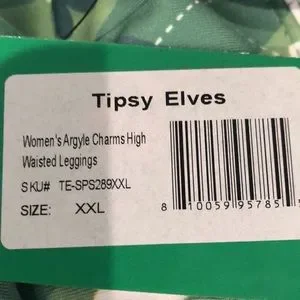 Tipsy Elves
Women's Argyle Charms High
Waisted Leggings
SKU# TE-SPS289XXL
SIZE: XXL
8 10059 95785